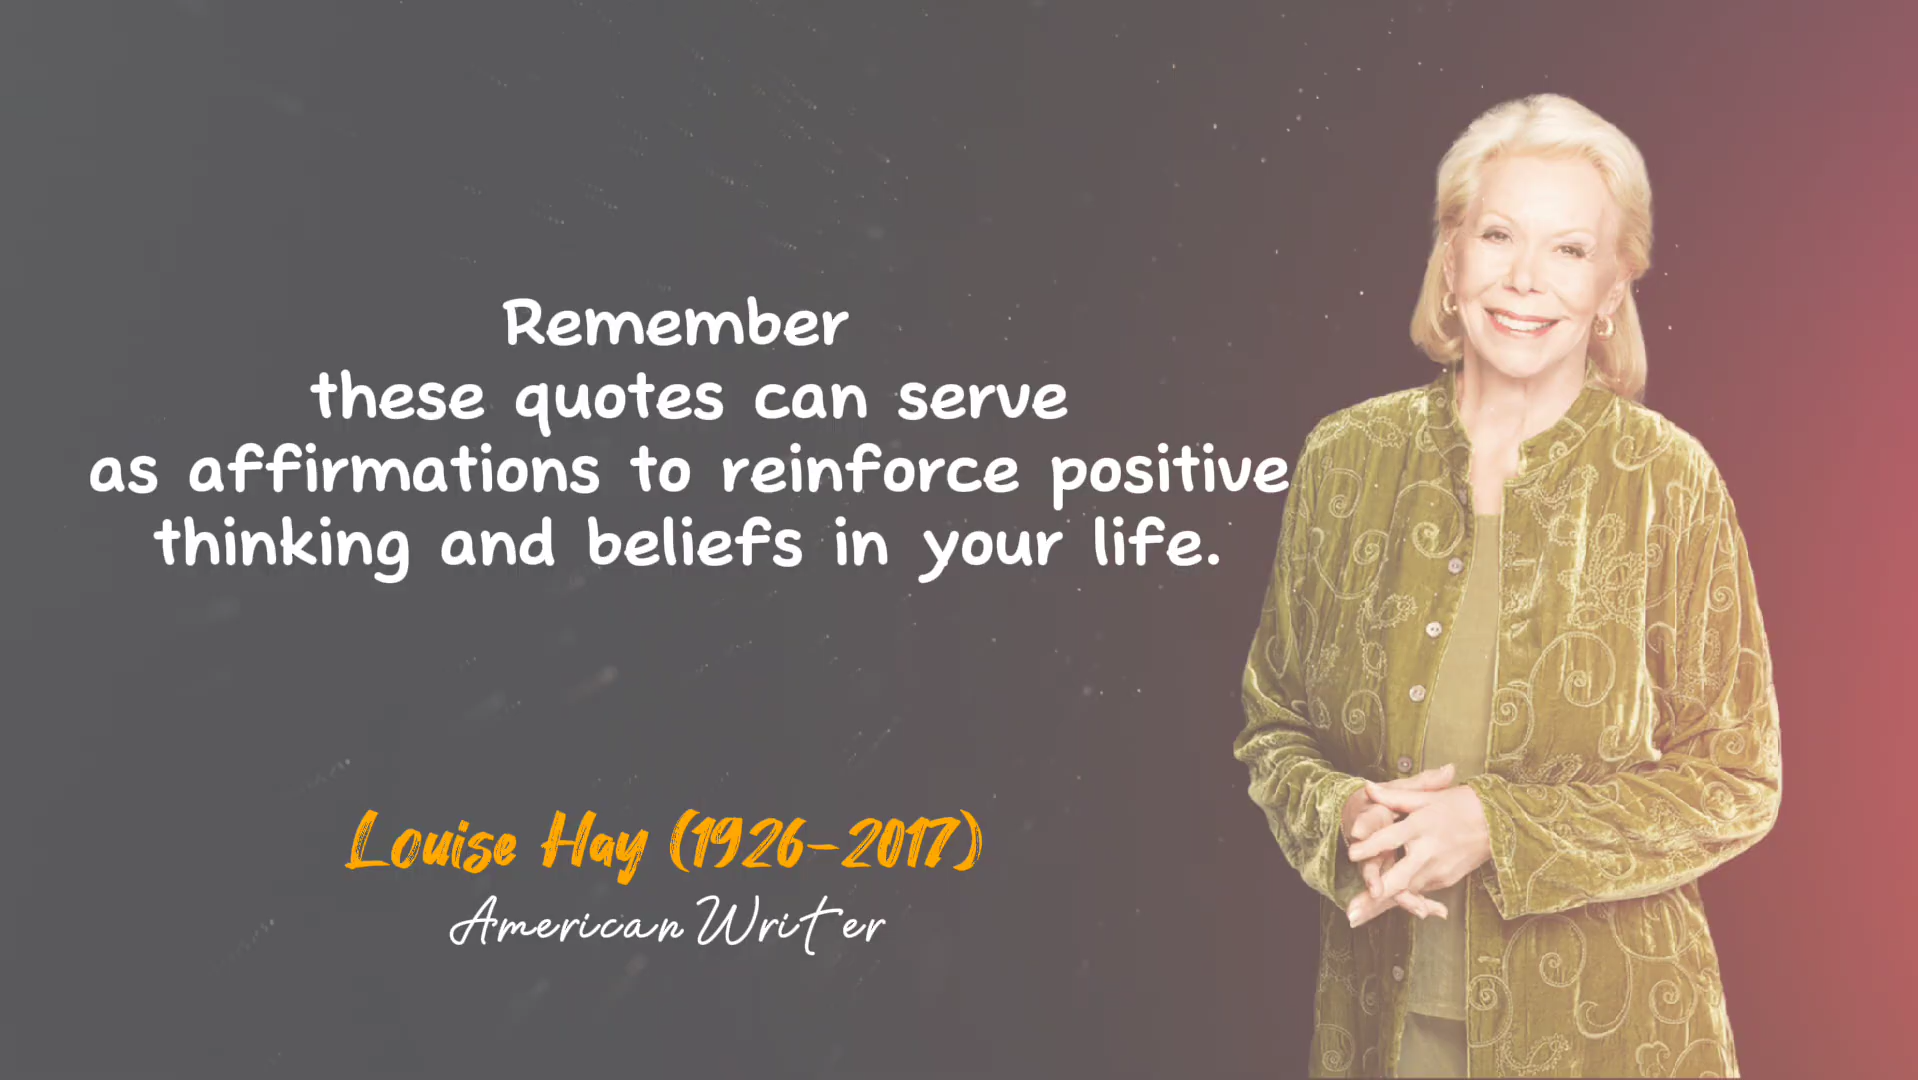 Remember
these quotes can serve
as affirmations to reinforce positive
thinking and beliefs in your life.
Louise Hay (1926-2017)
American Writer